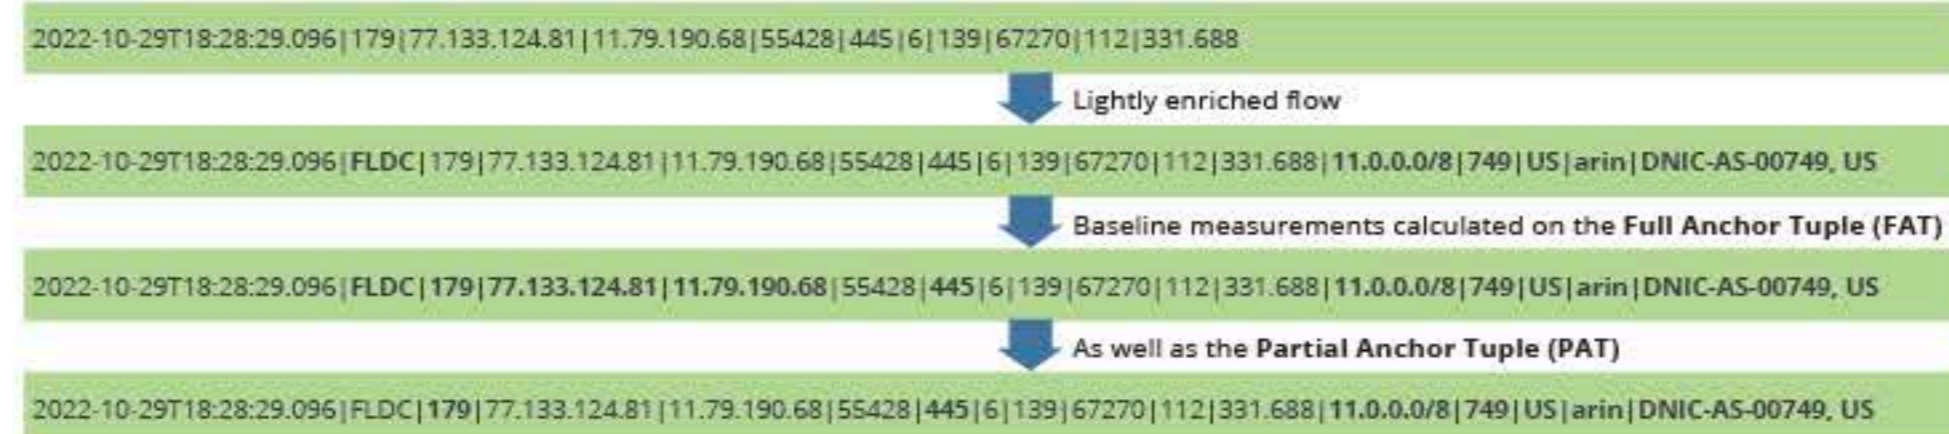 2022-10-29T18:28:29.096|179|77.133.124.81|11.79.190.68|55428|445|6|139|67270|112|331.688
Lightly enriched flow
2022-10-29T18:28:29.096|FLDC|179|77.133.124.81|11.79.190.68|55428|445|6|139|67270|112|331.688|11.0.0.0/8|749|US|arin|DNIC-AS-00749, US
Baseline measurements calculated on the Full Anchor Tuple (FAT)
2022-10-29T18:28:29.096|FLDC|179|77.133.124.81|11.79.190.68|55428|445|6|139|67270|112|331.688|11.0.0.0/8|749|US|arin|DNIC-AS-00749, US
As well as the Partial Anchor Tuple (PAT)
2022-10-29T18:28:29.096|FLDC|179|77.133.124.81|11.79.190.68|55428|445|6|139|67270|112|331.688|11.0.0.0/8|749|US|arin|DNIC-AS-00749, US